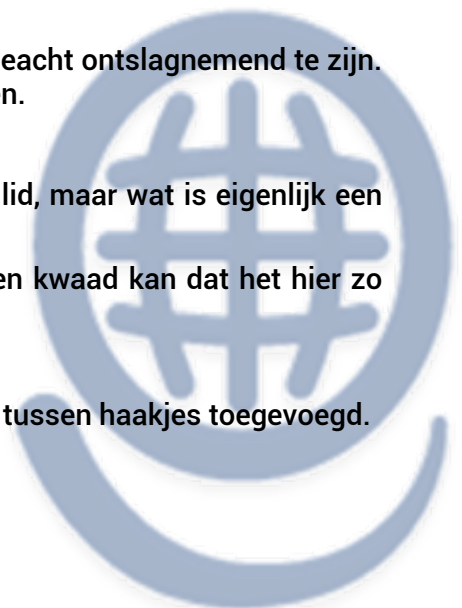 eacht ontslagnemend te zijn.
n.
lid, maar wat is eigenlijk een
en kwaad kan dat het hier zo
tussen haakjes toegevoegd.